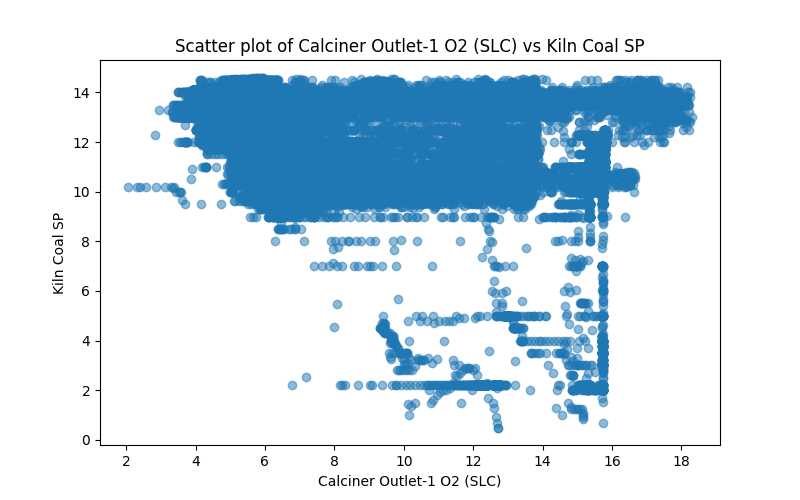 Scatter plot of Calciner Outlet-1 O2 (SLC) vs Kiln Coal SP
14
12
10
8
6
4
2
0
Kiln Coal SP
2 4 6 8 10 12 14 16 18
Calciner Outlet-1 O2 (SLC)